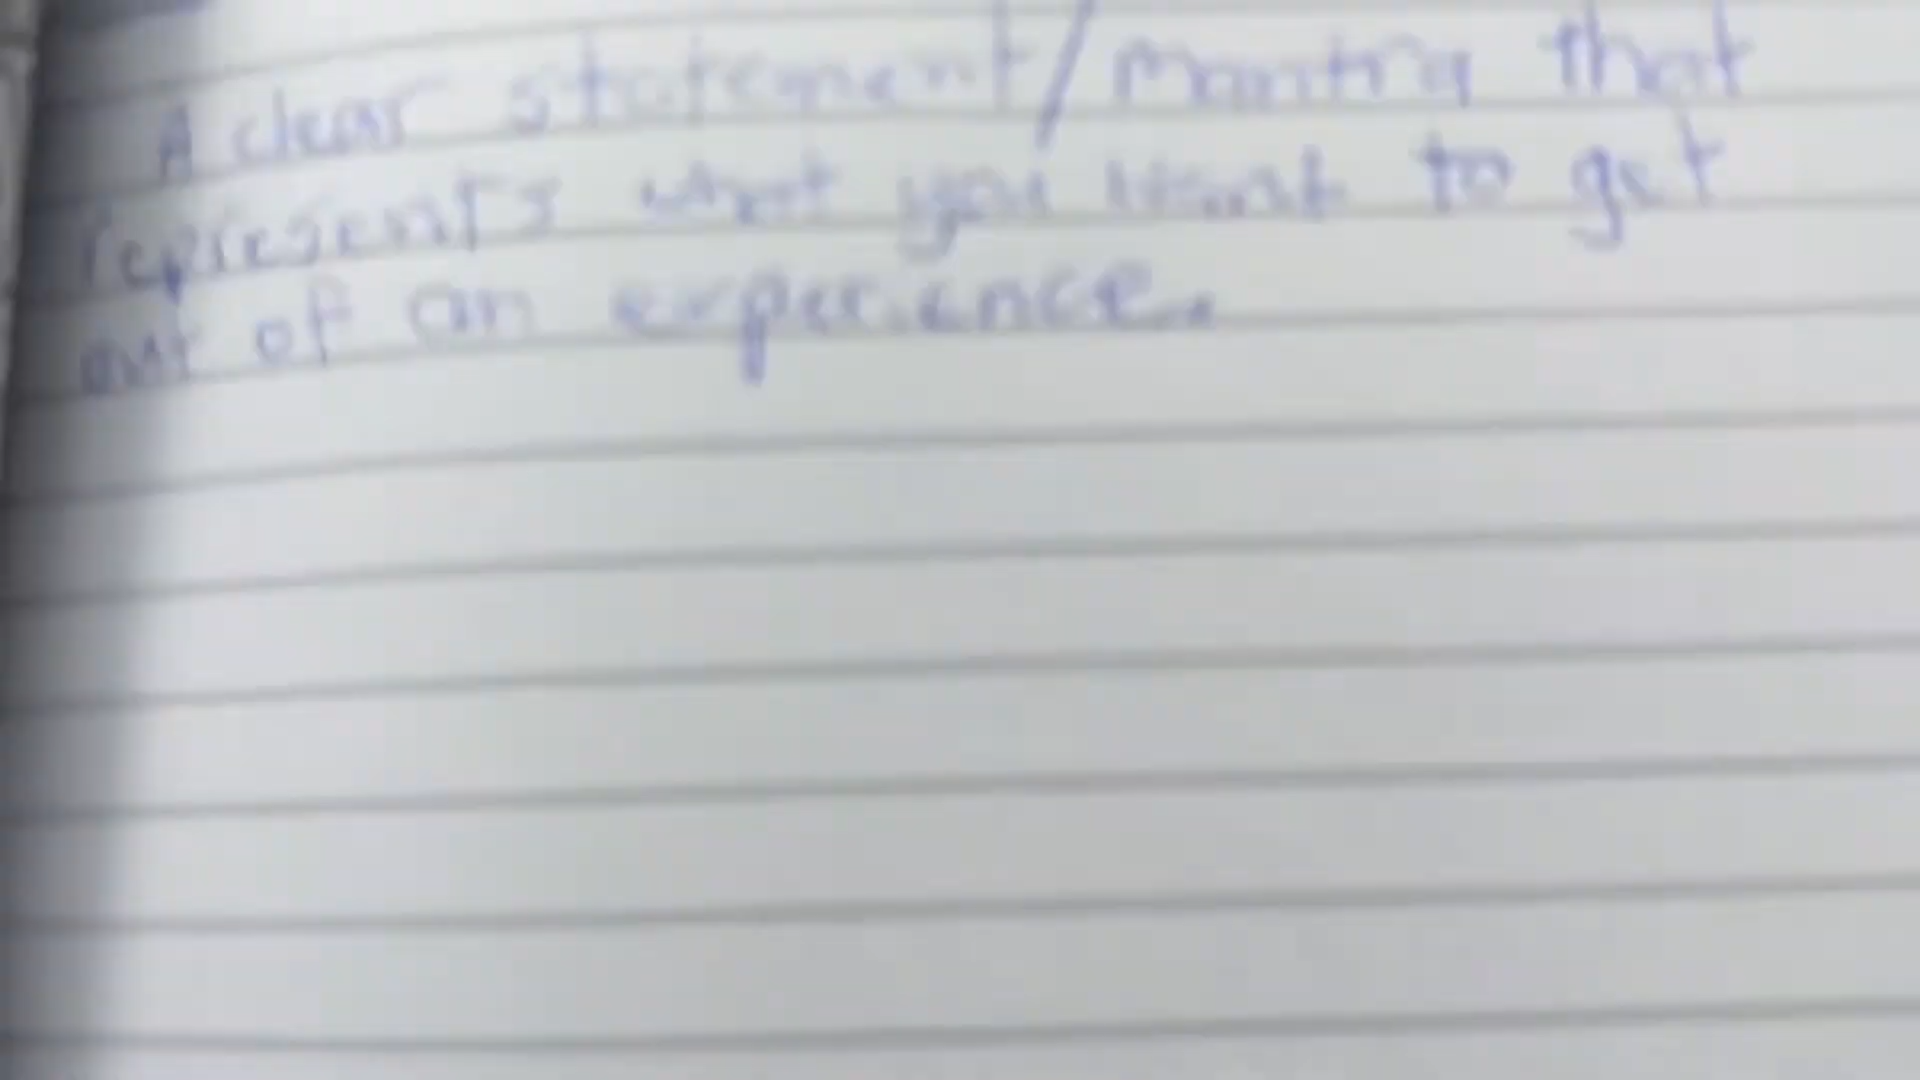 A clear statement/mantra that
represents what you want to get
out of an experience.